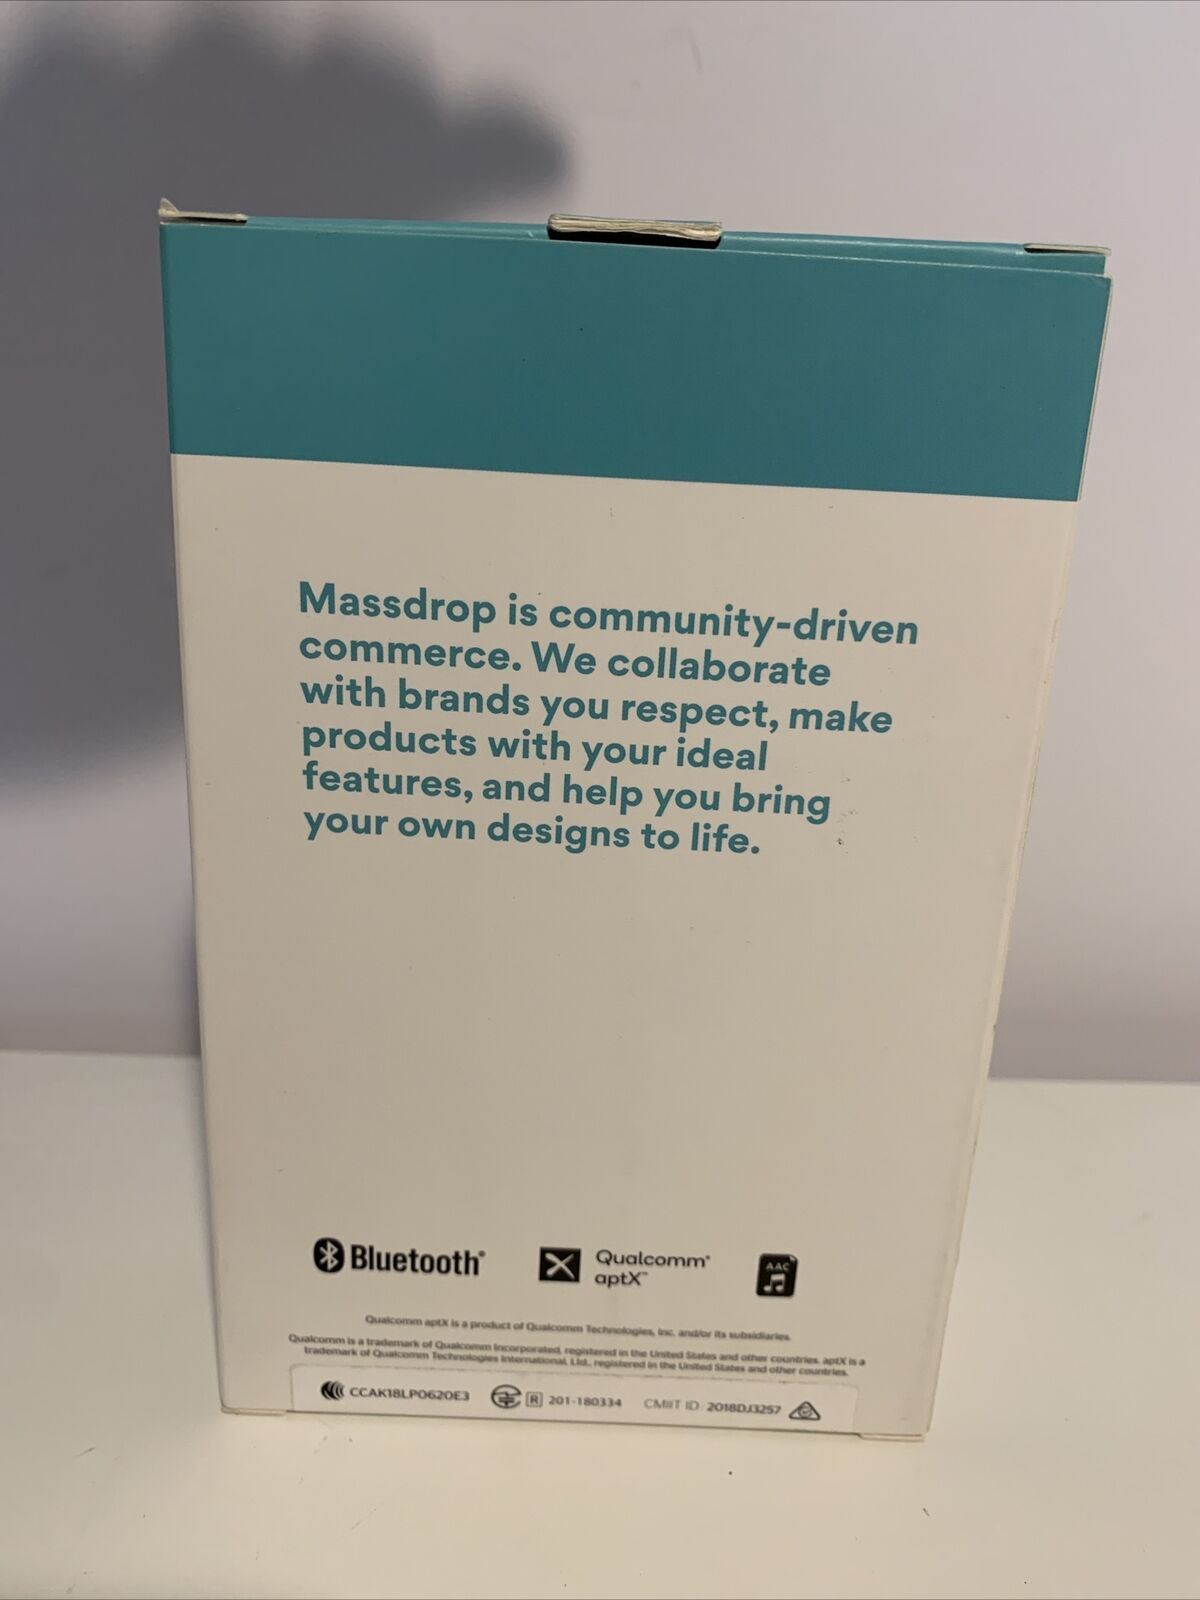 Massdrop is community-driven
commerce. We collaborate
with brands you respect, make
products with your ideal
features, and help you bring
your own designs to life.
Bluetooth®
Qualcomm®
aptX™
AAC
Qualcomm aptX is a product of Qualcomm Technologies, Inc. and/or its subsidiaries.
Qualcomm is a trademark of Qualcomm Incorporated, registered in the United States and other countries. aptX is a
trademark of Qualcomm Technologies International, Ltd., registered in the United States and other countries.
CCAK18LP0620E3
R 201-180334
CMIIT ID: 2018DJ3257